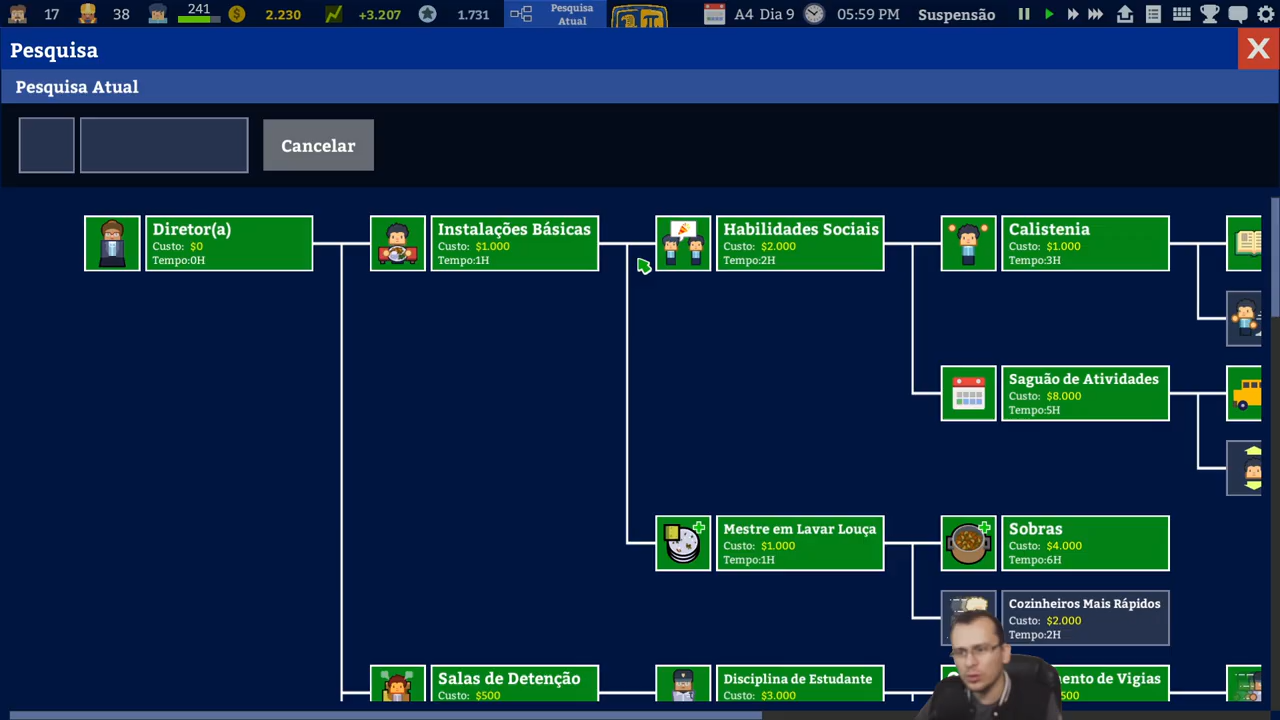 17 38 241 2.230 +3.207 1.731 Pesquisa Atual A4 Dia 9 05:59 PM Suspensão
Pesquisa
X
Pesquisa Atual
Cancelar
Diretor(a)
Custo: $0
Tempo:0H
Instalações Básicas
Custo: $1.000
Tempo:1H
Habilidades Sociais
Custo: $2.000
Tempo:2H
Calistenia
Custo: $1.000
Tempo:3H
Saguão de Atividades
Custo: $8.000
Tempo:5H
Mestre em Lavar Louça
Custo: $1.000
Tempo:1H
Sobras
Custo: $4.000
Tempo:6H
Cozinheiros Mais Rápidos
Custo: $2.000
Tempo:2H
Salas de Detenção
Custo: $500
Disciplina de Estudante
Custo: $3.000
mento de Vigias
500